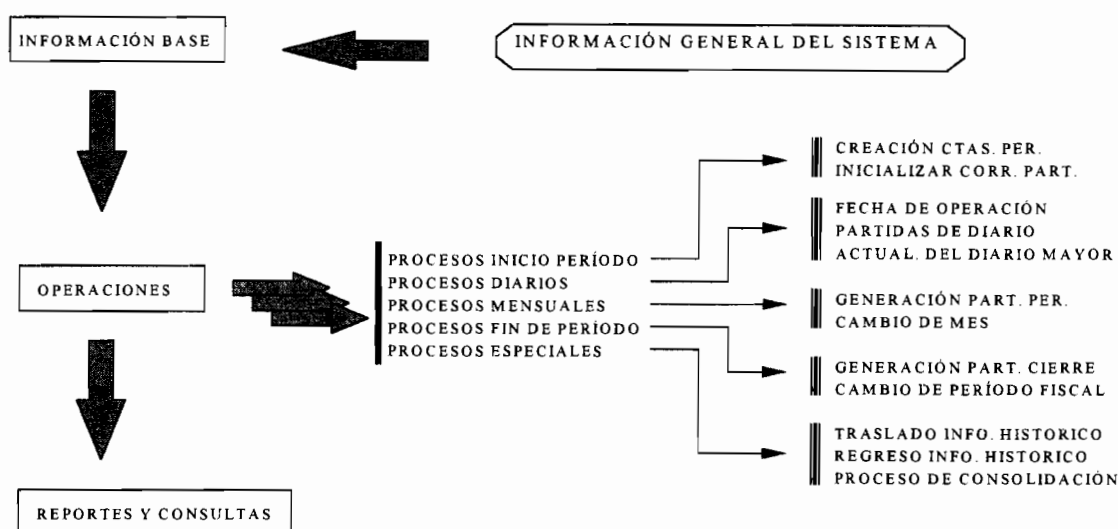 INFORMACIÓN BASE
INFORMACIÓN GENERAL DEL SISTEMA
OPERACIONES
PROCESOS INICIO PERÍODO
PROCESOS DIARIOS
PROCESOS MENSUALES
PROCESOS FIN DE PERÍODO
PROCESOS ESPECIALES
CREACIÓN CTAS. PER.
INICIALIZAR CORR. PART.
FECHA DE OPERACIÓN
PARTIDAS DE DIARIO
ACTUAL. DEL DIARIO MAYOR
GENERACIÓN PART. PER.
CAMBIO DE MES
GENERACIÓN PART. CIERRE
CAMBIO DE PERÍODO FISCAL
TRASLADO INFO. HISTORICO
REGRESO INFO. HISTORICO
PROCESO DE CONSOLIDACIÓN
REPORTES Y CONSULTAS